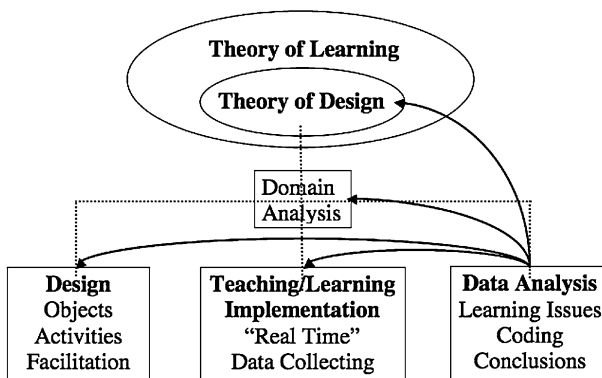 Theory of Learning
Theory of Design
Domain
Analysis
Design
Objects
Activities
Facilitation
Teaching/Learning
Implementation
“Real Time”
Data Collecting
Data Analysis
Learning Issues
Coding
Conclusions